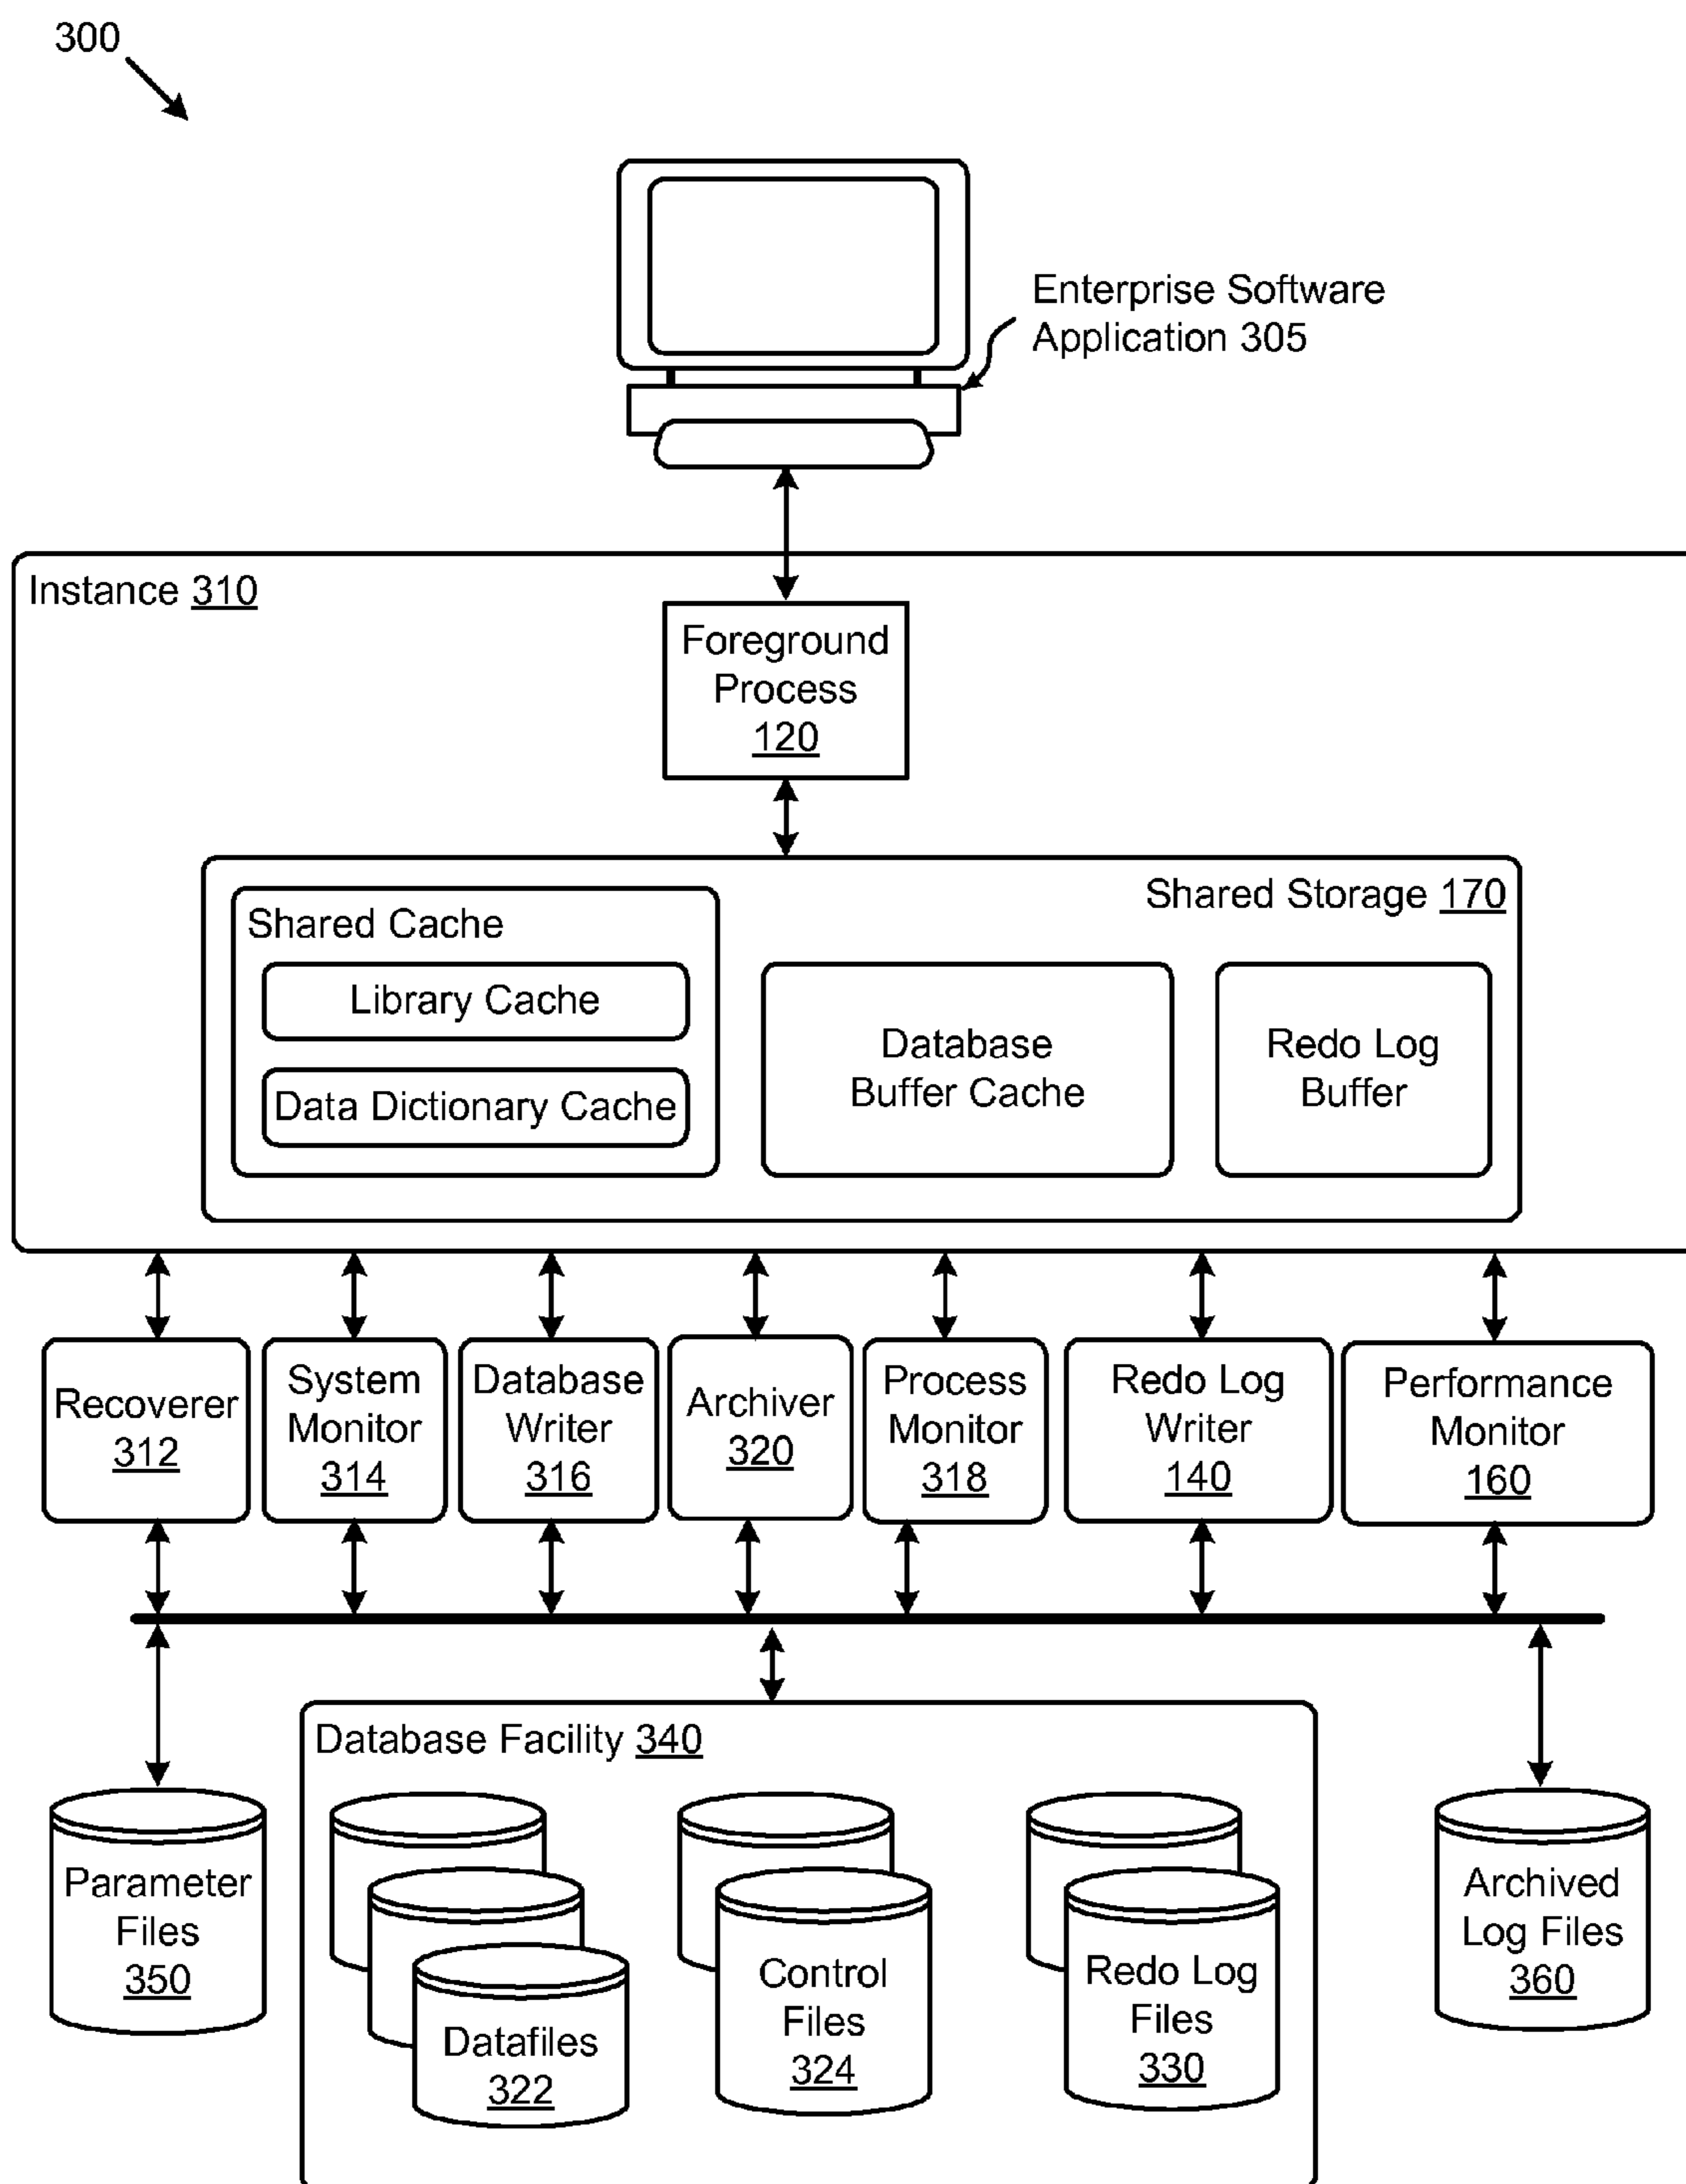 300
Enterprise Software
Application 305
Instance 310
Foreground
Process
120
Shared Storage 170
Shared Cache
Library Cache
Data Dictionary Cache
Database
Buffer Cache
Redo Log
Buffer
Recoverer
312
System
Monitor
314
Database
Writer
316
Archiver
320
Process
Monitor
318
Redo Log
Writer
140
Performance
Monitor
160
Database Facility 340
Parameter
Files
350
Datafiles
322
Control
Files
324
Redo Log
Files
330
Archived
Log Files
360